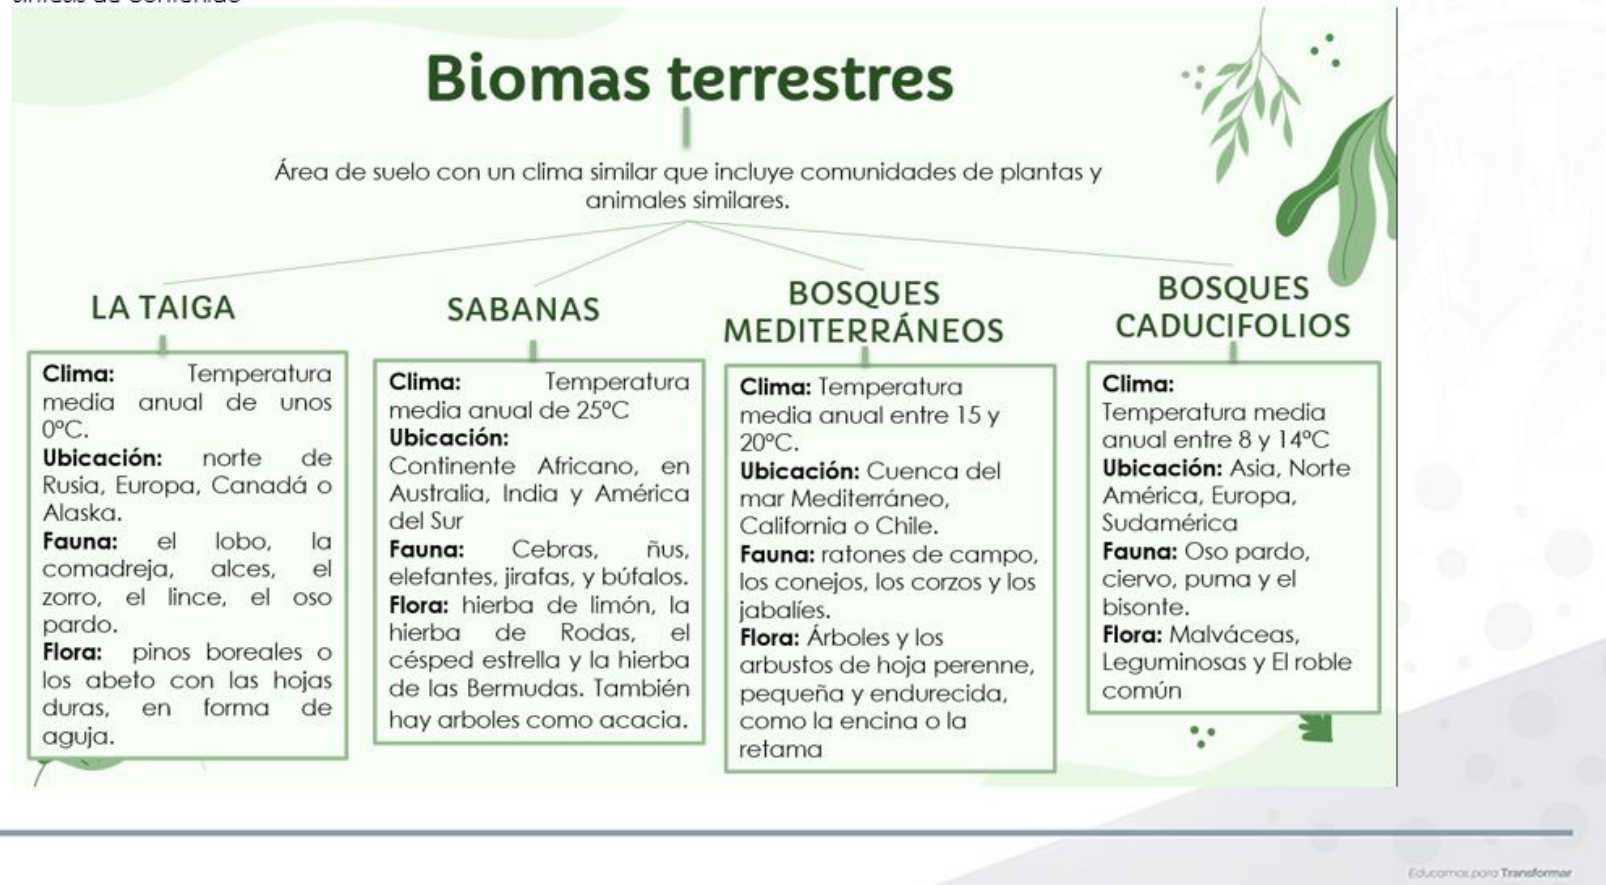 Biomas terrestres
Área de suelo con un clima similar que incluye comunidades de plantas y
animales similares.
LA TAIGA
Clima: Temperatura
media anual de unos
0ºC.
Ubicación: norte de
Rusia, Europa, Canadá o
Alaska.
Fauna: el lobo, la
comadreja, alces, el
zorro, el lince, el oso
pardo.
Flora: pinos boreales o
los abeto con las hojas
duras, en forma de
aguja.
SABANAS
Clima: Temperatura
media anual de 25ºC
Ubicación:
Continente Africano, en
Australia, India y América
del Sur
Fauna: Cebras, ñus,
elefantes, jirafas, y búfalos.
Flora: hierba de limón, la
hierba de Rodas, el
césped estrella y la hierba
de las Bermudas. También
hay arboles como acacia.
BOSQUES
MEDITERRÁNEOS
Clima: Temperatura
media anual entre 15 y
20ºC.
Ubicación: Cuenca del
mar Mediterráneo,
California o Chile.
Fauna: ratones de campo,
los conejos, los corzos y los
jabalíes.
Flora: Árboles y los
arbustos de hoja perenne,
pequeña y endurecida,
como la encina o la
retama
BOSQUES
CADUCIFOLIOS
Clima:
Temperatura media
anual entre 8 y 14ºC
Ubicación: Asia, Norte
América, Europa,
Sudamérica
Fauna: Oso pardo,
ciervo, puma y el
bisonte.
Flora: Malváceas,
Leguminosas y El roble
común
Educamos para Transformar